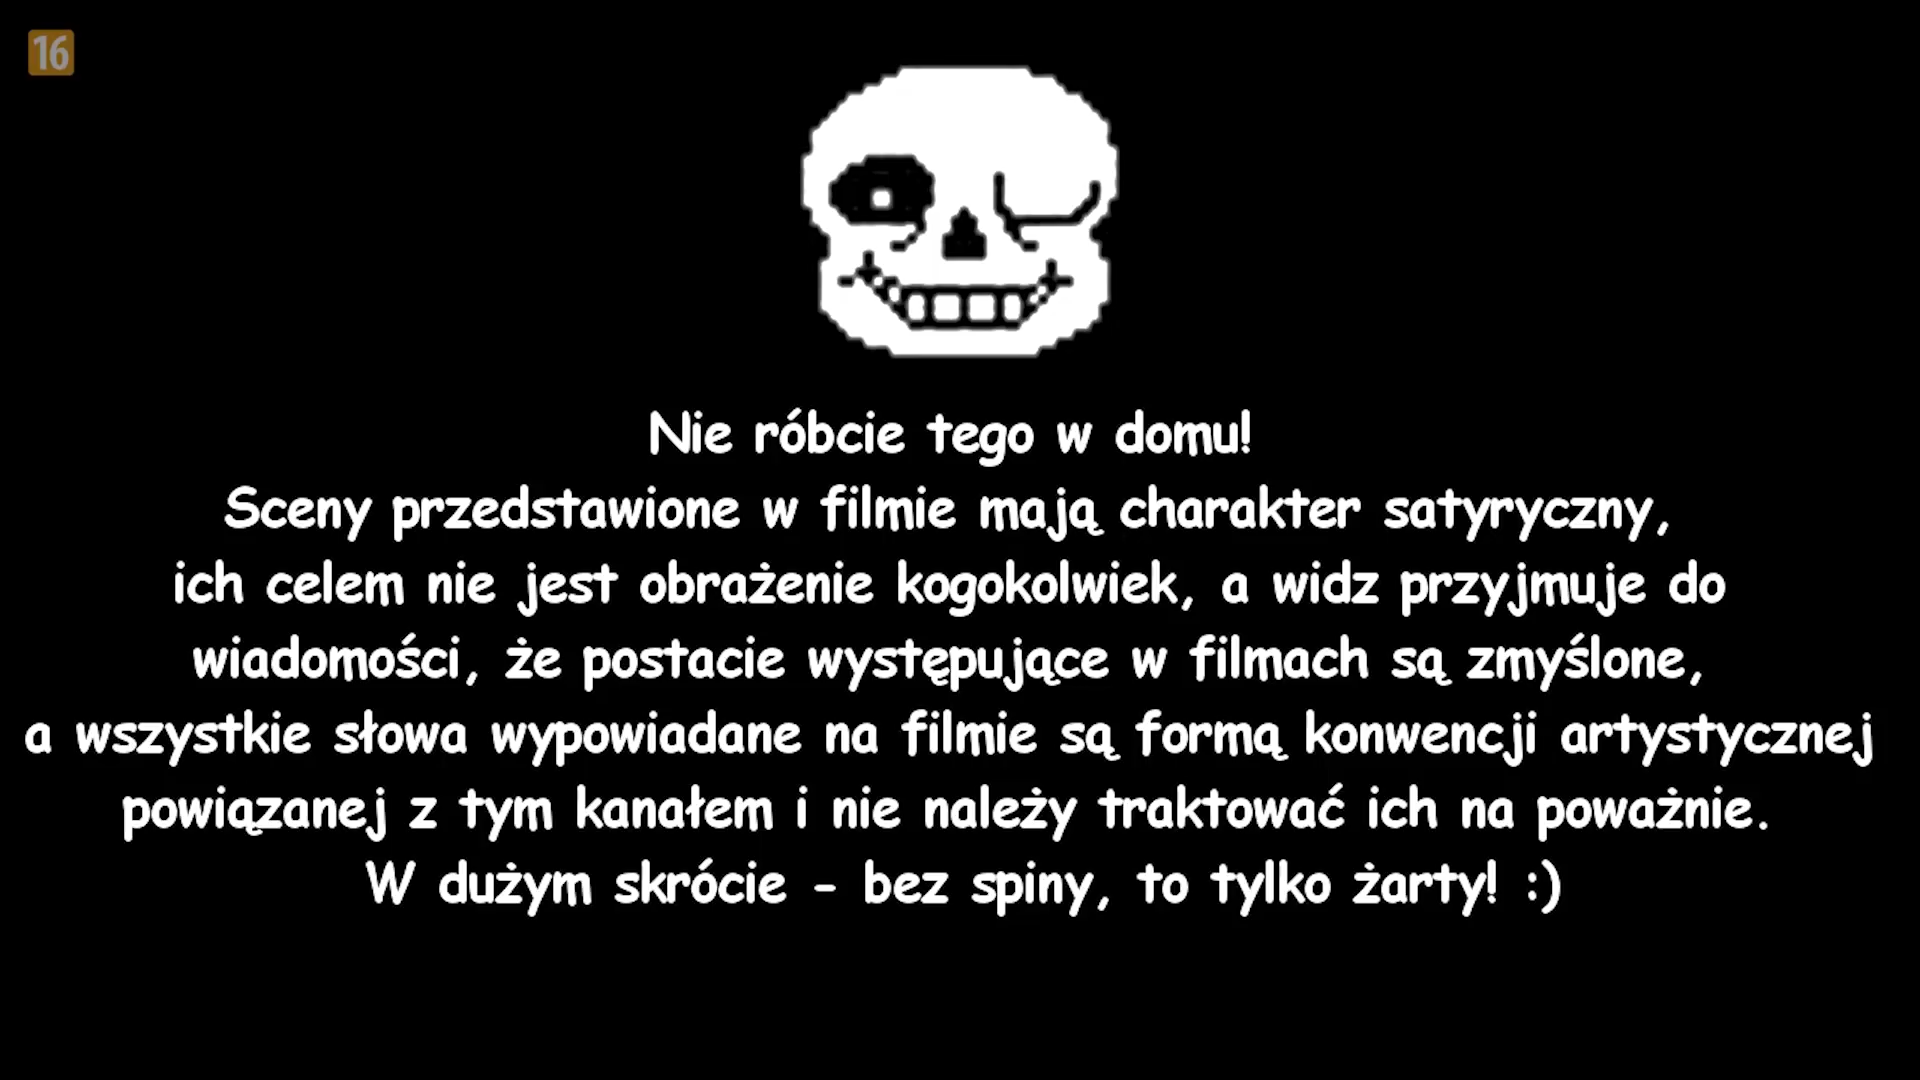 16
Nie róbcie tego w domu!
Sceny przedstawione w filmie mają charakter satyryczny,
ich celem nie jest obrażenie kogokolwiek, a widz przyjmuje do
wiadomości, że postacie występujące w filmach są zmyślone,
a wszystkie słowa wypowiadane na filmie są formą konwencji artystycznej
powiązanej z tym kanałem i nie należy traktować ich na poważnie.
W dużym skrócie - bez spiny, to tylko żarty! :)